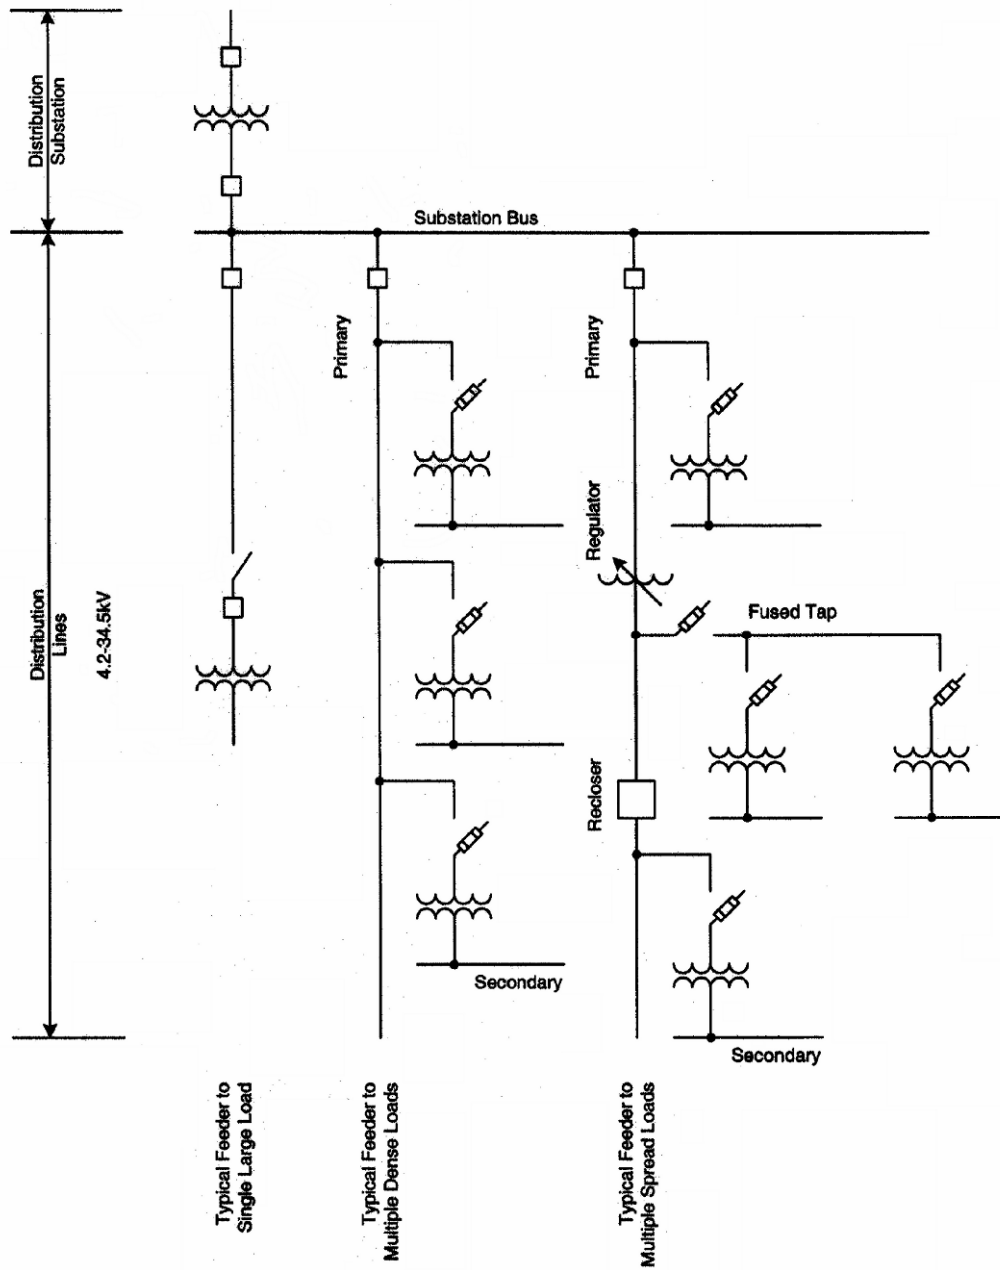 Distribution
Substation
Substation Bus
Primary
Primary
Regulator
Distribution
Lines
4.2-34.5kV
Fused Tap
Recloser
Secondary
Secondary
Typical Feeder to
Single Large Load
Typical Feeder to
Multiple Dense Loads
Typical Feeder to
Multiple Spread Loads